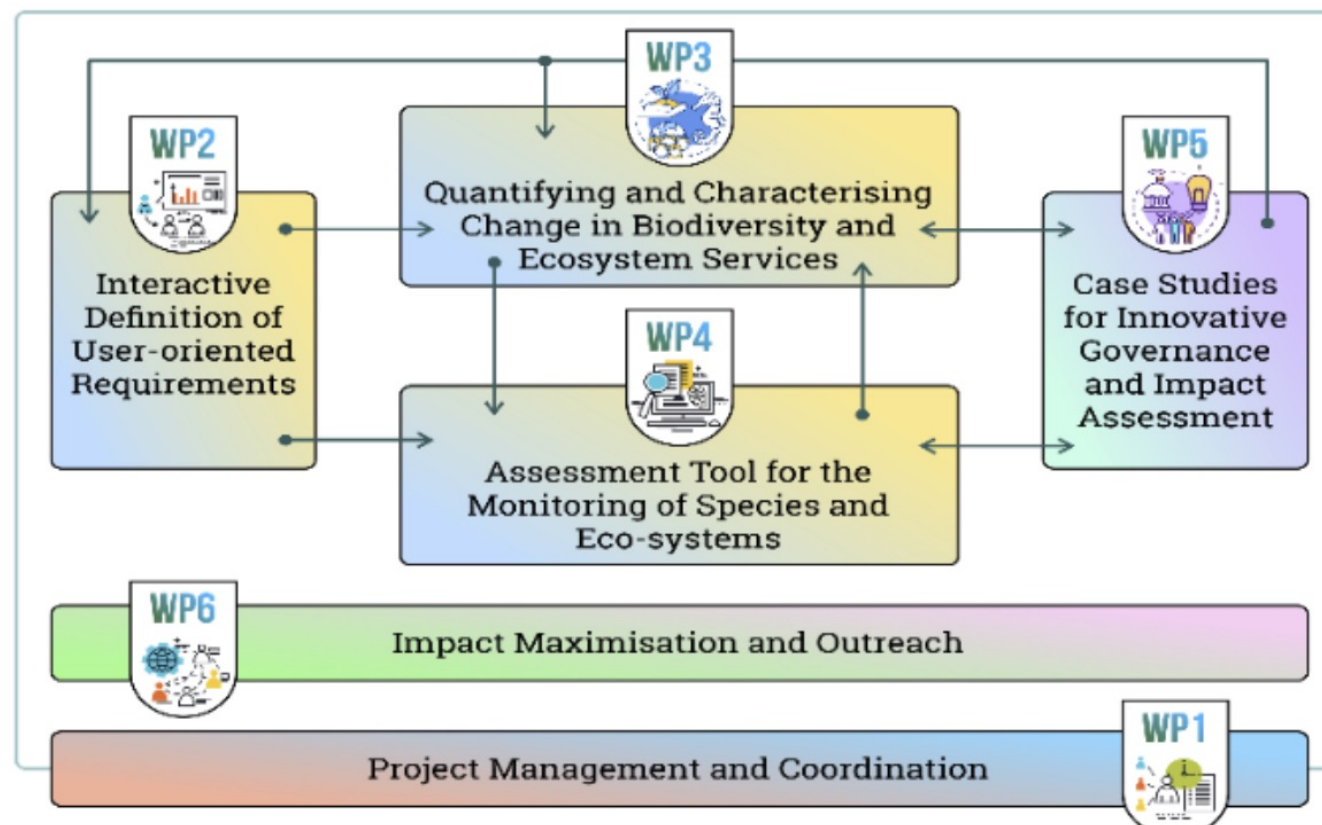 WP3
WP2
WP5
Quantifying and Characterising
Change in Biodiversity and
Ecosystem Services
Interactive
Definition of
User-oriented
Requirements
Case Studies
for Innovative
Governance
and Impact
Assessment
WP4
Assessment Tool for the
Monitoring of Species and
Eco-systems
WP6
Impact Maximisation and Outreach
WP1
Project Management and Coordination